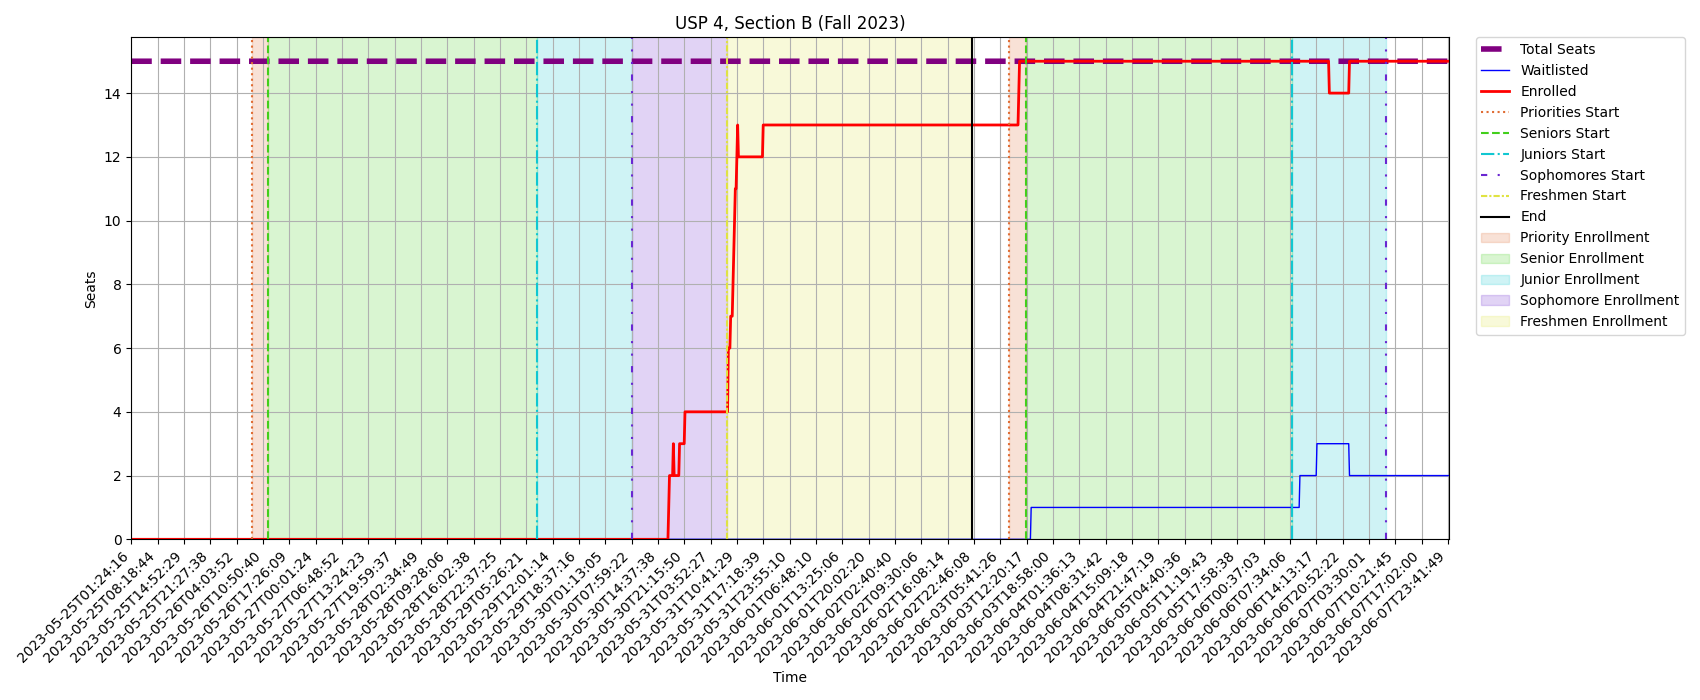 USP 4, Section B (Fall 2023)
Total Seats
Waitlisted
Enrolled
Priorities Start
Seniors Start
Juniors Start
Sophomores Start
Freshmen Start
End
Priority Enrollment
Senior Enrollment
Junior Enrollment
Sophomore Enrollment
Freshmen Enrollment
Seats
14
12
10
8
6
4
2
0
2023-05-25T01:24:16
2023-05-25T08:18:44
2023-05-25T14:52:29
2023-05-25T21:27:38
2023-05-26T04:03:52
2023-05-26T10:50:40
2023-05-26T17:26:09
2023-05-27T00:01:24
2023-05-27T06:48:52
2023-05-27T13:24:23
2023-05-27T19:59:37
2023-05-28T02:34:49
2023-05-28T09:28:06
2023-05-28T16:02:38
2023-05-28T22:37:25
2023-05-29T05:26:21
2023-05-29T12:01:14
2023-05-29T18:37:16
2023-05-30T01:13:05
2023-05-30T07:59:22
2023-05-30T14:37:38
2023-05-30T21:15:50
2023-05-31T03:52:27
2023-05-31T10:41:29
2023-05-31T17:18:39
2023-05-31T23:55:10
2023-06-01T06:48:10
2023-06-01T13:25:06
2023-06-01T20:02:20
2023-06-02T02:40:40
2023-06-02T09:30:06
2023-06-02T16:08:14
2023-06-02T22:46:08
2023-06-03T05:41:26
2023-06-03T12:20:17
2023-06-03T18:58:00
2023-06-04T01:36:13
2023-06-04T08:31:42
2023-06-04T15:09:18
2023-06-04T21:47:19
2023-06-05T04:40:36
2023-06-05T11:19:43
2023-06-05T17:58:38
2023-06-06T00:37:03
2023-06-06T07:34:06
2023-06-06T14:13:17
2023-06-06T20:52:22
2023-06-07T03:30:01
2023-06-07T10:21:45
2023-06-07T17:02:00
2023-06-07T23:41:49
Time